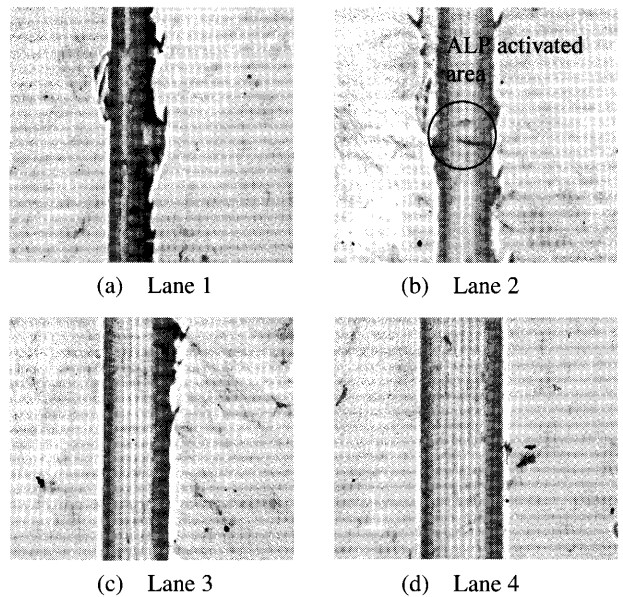 ALP activated
area
(a) Lane 1
(b) Lane 2
(c) Lane 3
(d) Lane 4